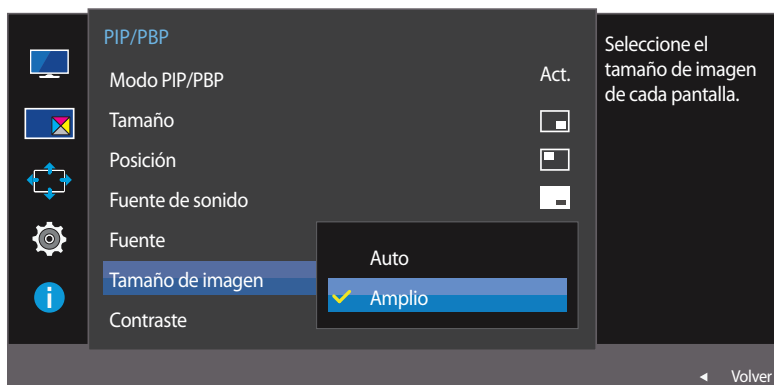 PIP/PBP
Modo PIP/PBP
Act.
Tamaño
Posición
Fuente de sonido
Fuente
Tamaño de imagen
Contraste
Auto
Amplio
Seleccione el
tamaño de imagen
de cada pantalla.
Volver